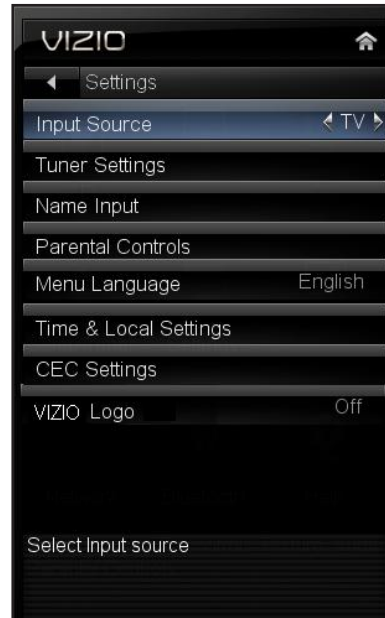 VIZIO
Settings
Input Source TV
Tuner Settings
Name Input
Parental Controls
Menu Language English
Time & Local Settings
CEC Settings
VIZIO Logo Off
Select Input source